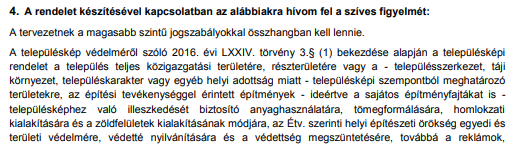 4. A rendelet készítésével kapcsolatban az alábbiakra hívom fel a szíves figyelmét:
A tervezetnek a magasabb szintű jogszabályokkal összhangban kell lennie.
A településkép védelméről szóló 2016. évi LXXIV. törvény 3.§ (1) bekezdése alapján a településképi
rendelet a település teljes közigazgatási területére, részterületére vagy a - településszerkezet, táji
környezet, településkarakter vagy egyéb helyi adottság miatt - településképi szempontból meghatározó
területekre, az építési tevékenységgel érintett építmények - ideértve a sajátos építményfajtákat is -
településképhez való illeszkedését biztosító anyaghasználatára, tömegformálására, homlokzati
kialakítására és a zöldfelületek kialakításának módjára, az Étv. szerinti helyi építészeti örökség egyedi és
területi védelmére, védetté nyilvánítására és a védettség megszüntetésére, továbbá a reklámok,